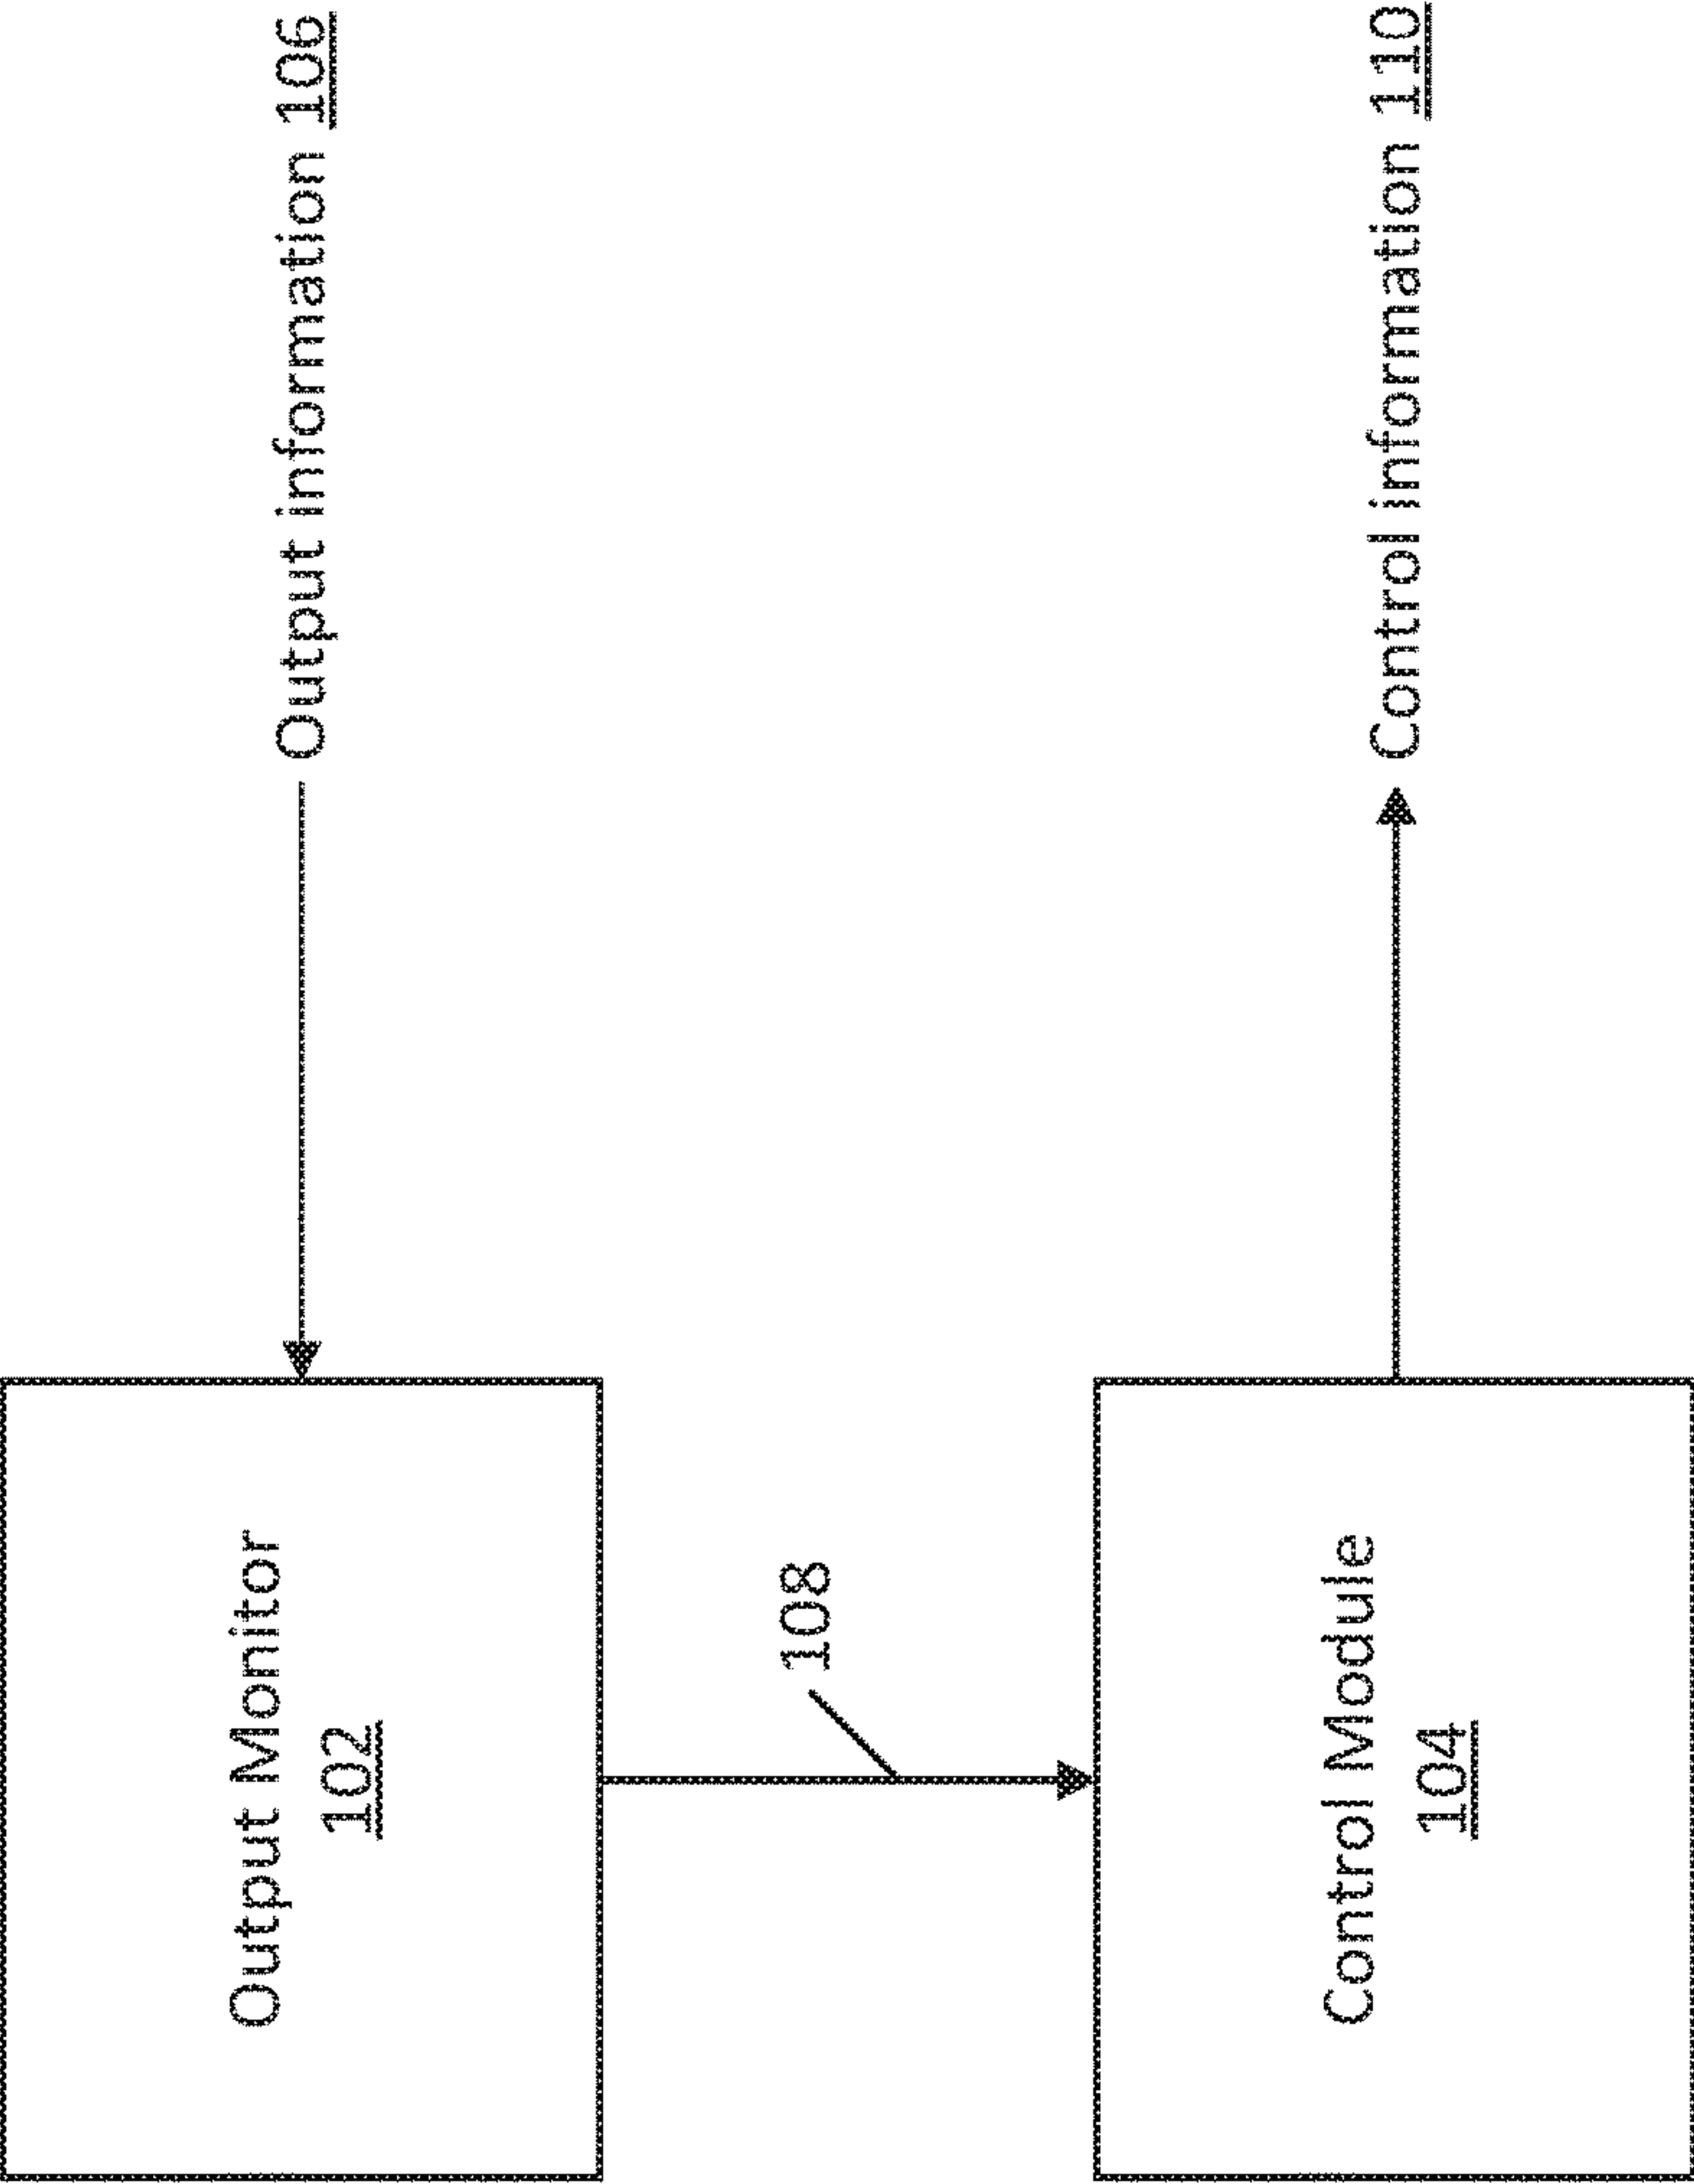 Output Monitor
102
Output information 106
108
Control Module
104
Control information 110